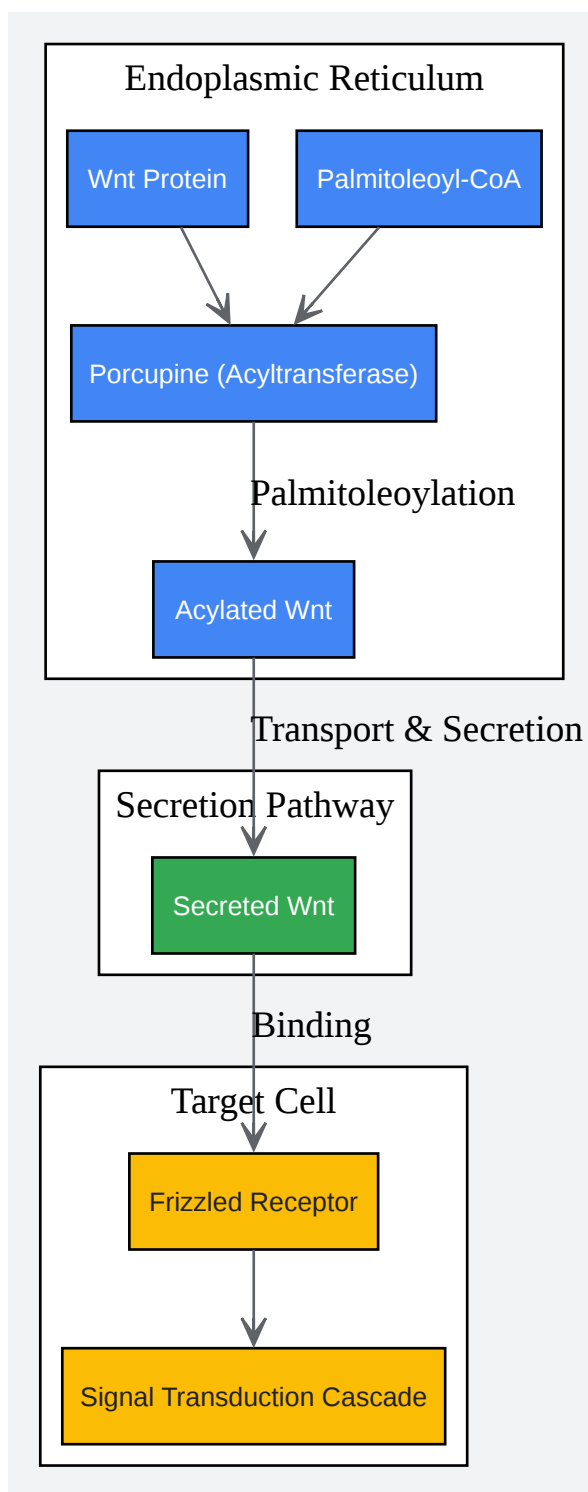 Endoplasmic Reticulum
Wnt Protein
Palmitoleoyl-CoA
Porcupine (Acyltransferase)
Palmitoleoylation
Acylated Wnt
Transport & Secretion
Secretion Pathway
Secreted Wnt
Binding
Target Cell
Frizzled Receptor
Signal Transduction Cascade